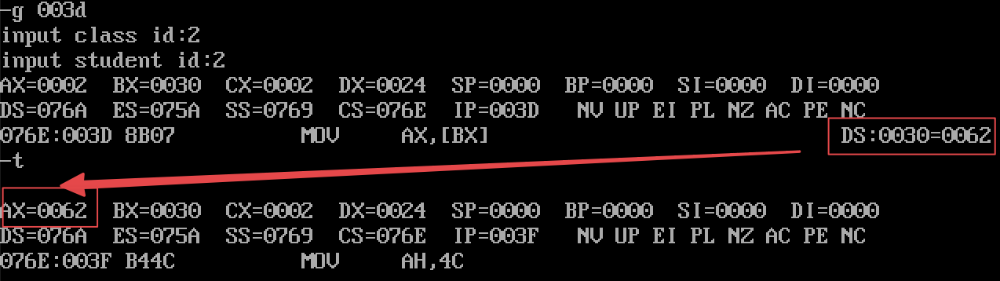 -g 003d
input class id:2
input student id:2
AX=0002  BX=0030  CX=0002  DX=0024  SP=0000  BP=0000  SI=0000  DI=0000
DS=076A  ES=075A  SS=0769  CS=076E  IP=003D   NV UP EI PL NZ AC PE NC
076E:003D 8B07          MOV     AX,[BX]                            DS:0030=0062
-t
AX=0062  BX=0030  CX=0002  DX=0024  SP=0000  BP=0000  SI=0000  DI=0000
DS=076A  ES=075A  SS=0769  CS=076E  IP=003F   NV UP EI PL NZ AC PE NC
076E:003F B44C          MOV     AH,4C